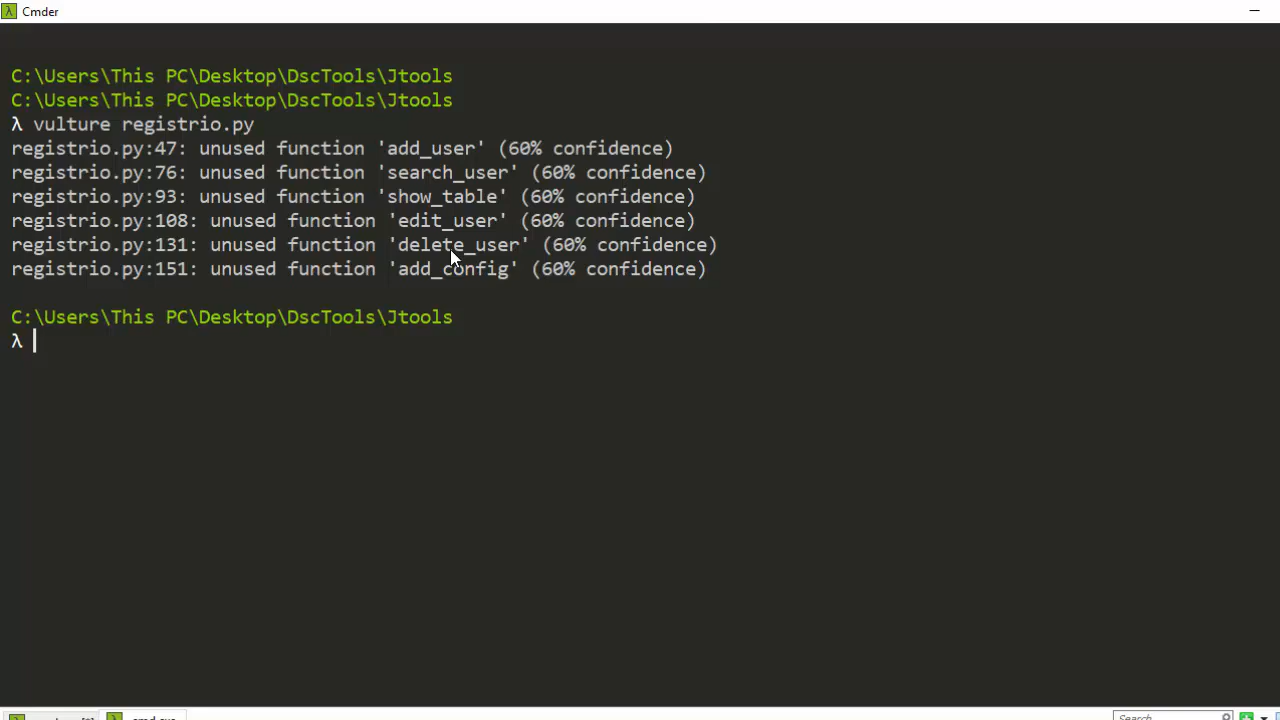 Cmder
C:\Users\This PC\Desktop\DscTools\Jtools
C:\Users\This PC\Desktop\DscTools\Jtools
λ vulture registrio.py
registrio.py:47: unused function 'add_user' (60% confidence)
registrio.py:76: unused function 'search_user' (60% confidence)
registrio.py:93: unused function 'show_table' (60% confidence)
registrio.py:108: unused function 'edit_user' (60% confidence)
registrio.py:131: unused function 'delete_user' (60% confidence)
registrio.py:151: unused function 'add_config' (60% confidence)
C:\Users\This PC\Desktop\DscTools\Jtools
λ
Search